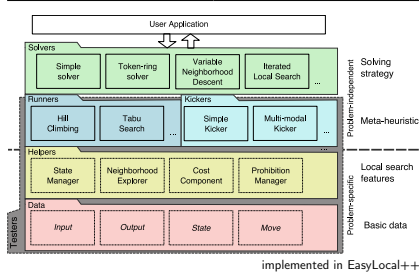 User Application
Solvers
Simple solver
Token-ring solver
Variable Neighborhood Descent
Iterated Local Search
...
Solving strategy
Problem-independent
Runners
Hill Climbing
Tabu Search
...
Kickers
Simple Kicker
Multi-modal Kicker
...
...
Meta-heuristic
Helpers
State Manager
Neighborhood Explorer
Cost Component
Prohibition Manager
Local search features
Problem-specific
Data
Input
Output
State
Move
Basic data
Testers
implemented in EasyLocal++